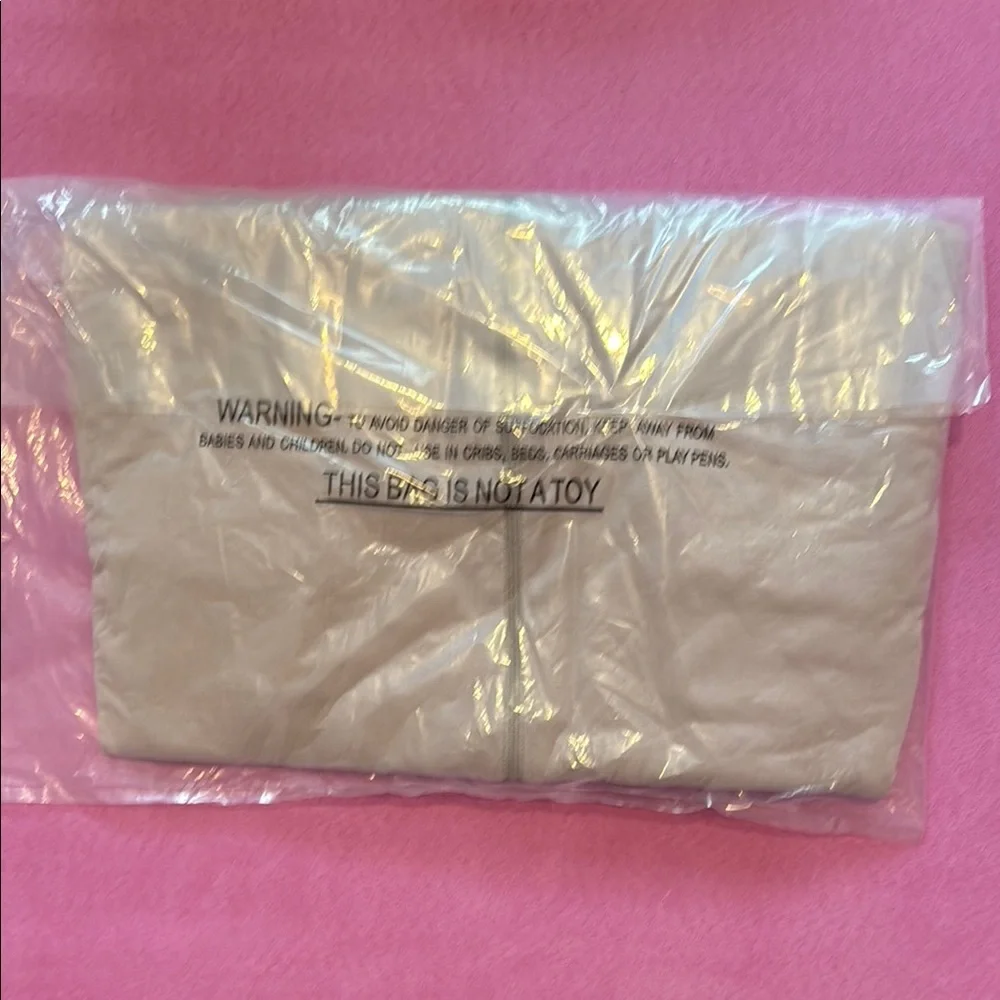 WARNING- TO AVOID DANGER OF SUFFOCATION, KEEP AWAY FROM
BABIES AND CHILDREN. DO NOT USE IN CRIBS, BEDS, CARRIAGES OR PLAY PENS.
THIS BAG IS NOT A TOY